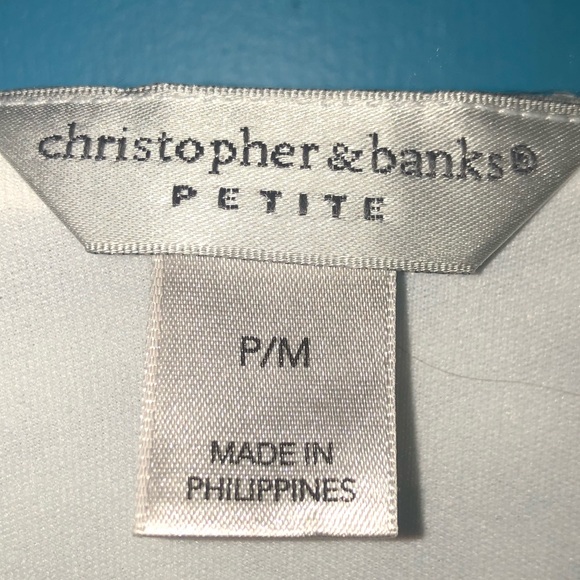 christopher & banks®
PETITE
P/M
MADE IN
PHILIPPINES